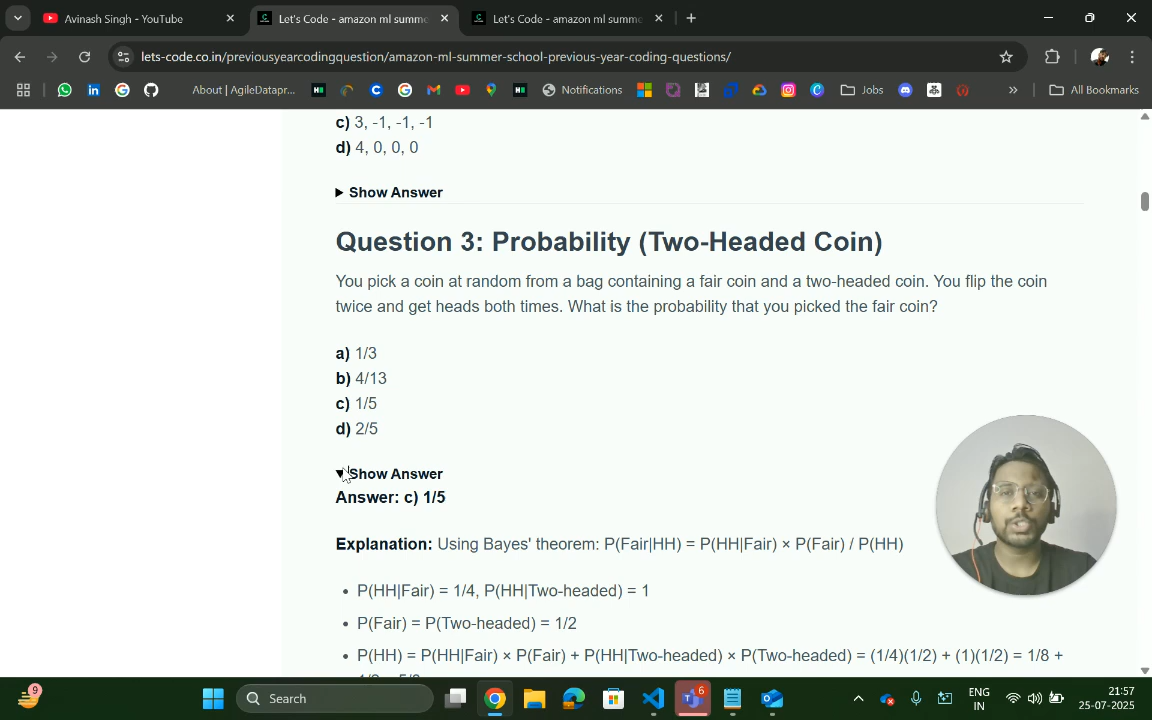 Avinash Singh - YouTube
Let's Code - amazon ml summe
Let's Code - amazon ml summe
lets-code.co.in/previousyearcodingquestion/amazon-ml-summer-school-previous-year-coding-questions/
About | AgileDatapr...
Notifications
Jobs
All Bookmarks
c) 3, -1, -1, -1
d) 4, 0, 0, 0
Show Answer
Question 3: Probability (Two-Headed Coin)
You pick a coin at random from a bag containing a fair coin and a two-headed coin. You flip the coin
twice and get heads both times. What is the probability that you picked the fair coin?
a) 1/3
b) 4/13
c) 1/5
d) 2/5
Show Answer
Answer: c) 1/5
Explanation: Using Bayes' theorem: P(Fair|HH) = P(HH|Fair) × P(Fair) / P(HH)
• P(HH|Fair) = 1/4, P(HH|Two-headed) = 1
• P(Fair) = P(Two-headed) = 1/2
• P(HH) = P(HH|Fair) × P(Fair) + P(HH|Two-headed) × P(Two-headed) = (1/4)(1/2) + (1)(1/2) = 1/8 +
9
Search
6
ENG
IN
21:57
25-07-2025